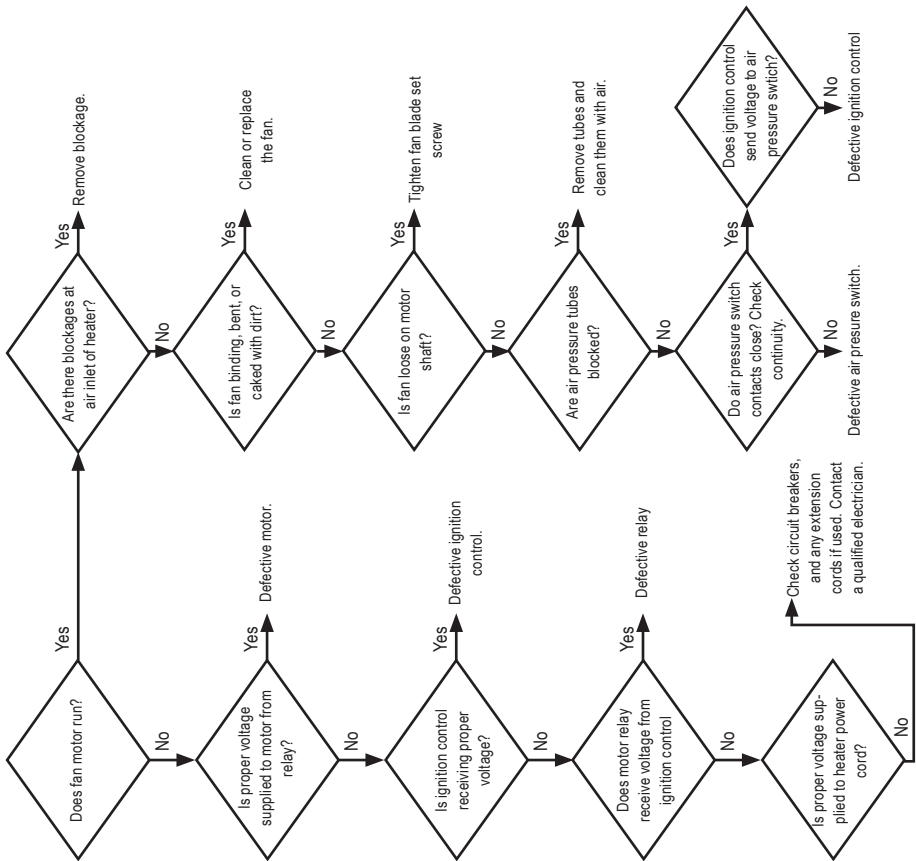 Does fan motor run?
Yes
No
Is proper voltage
supplied to motor from
relay?
Yes
Defective motor.
No
Is ignition control
receiving proper
voltage?
Yes
Defective ignition
control.
No
Does motor relay
receive voltage from
ignition control
Yes
Defective relay
No
Is proper voltage sup-
plied to heater power
cord?
No
Check circuit breakers,
and any extension
cords if used. Contact
a qualified electrician.
Are there blockages at
air inlet of heater?
Yes
Remove blockage.
No
Is fan binding, bent, or
caked with dirt?
Yes
Clean or replace
the fan.
No
Is fan loose on motor
shaft?
Yes
Tighten fan blade set
screw
No
Are air pressure tubes
blocked?
Yes
Remove tubes and
clean them with air.
No
Do air pressure switch
contacts close? Check
continuity.
Yes
No
Defective air pressure switch.
Does ignition control
send voltage to air
pressure swtich?
No
Defective ignition control